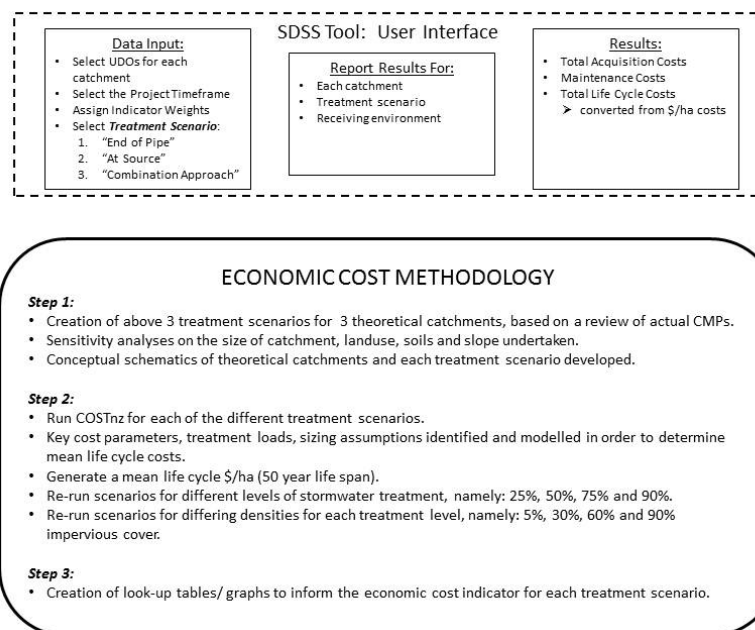 SDSS Tool: User Interface
Data Input:
• Select UDOs for each
catchment
• Select the Project Timeframe
• Assign Indicator Weights
• Select Treatment Scenario:
1. “End of Pipe”
2. “At Source”
3. “Combination Approach”
Report Results For:
• Each catchment
• Treatment scenario
• Receiving environment
Results:
• Total Acquisition Costs
• Maintenance Costs
• Total Life Cycle Costs
➢ converted from $/ha costs
ECONOMIC COST METHODOLOGY
Step 1:
• Creation of above 3 treatment scenarios for 3 theoretical catchments, based on a review of actual CMPs.
• Sensitivity analyses on the size of catchment, landuse, soils and slope undertaken.
• Conceptual schematics of theoretical catchments and each treatment scenario developed.
Step 2:
• Run COSTnz for each of the different treatment scenarios.
• Key cost parameters, treatment loads, sizing assumptions identified and modelled in order to determine
mean life cycle costs.
• Generate a mean life cycle $/ha (50 year life span).
• Re-run scenarios for different levels of stormwater treatment, namely: 25%, 50%, 75% and 90%.
• Re-run scenarios for differing densities for each treatment level, namely: 5%, 30%, 60% and 90%
impervious cover.
Step 3:
• Creation of look-up tables/ graphs to inform the economic cost indicator for each treatment scenario.